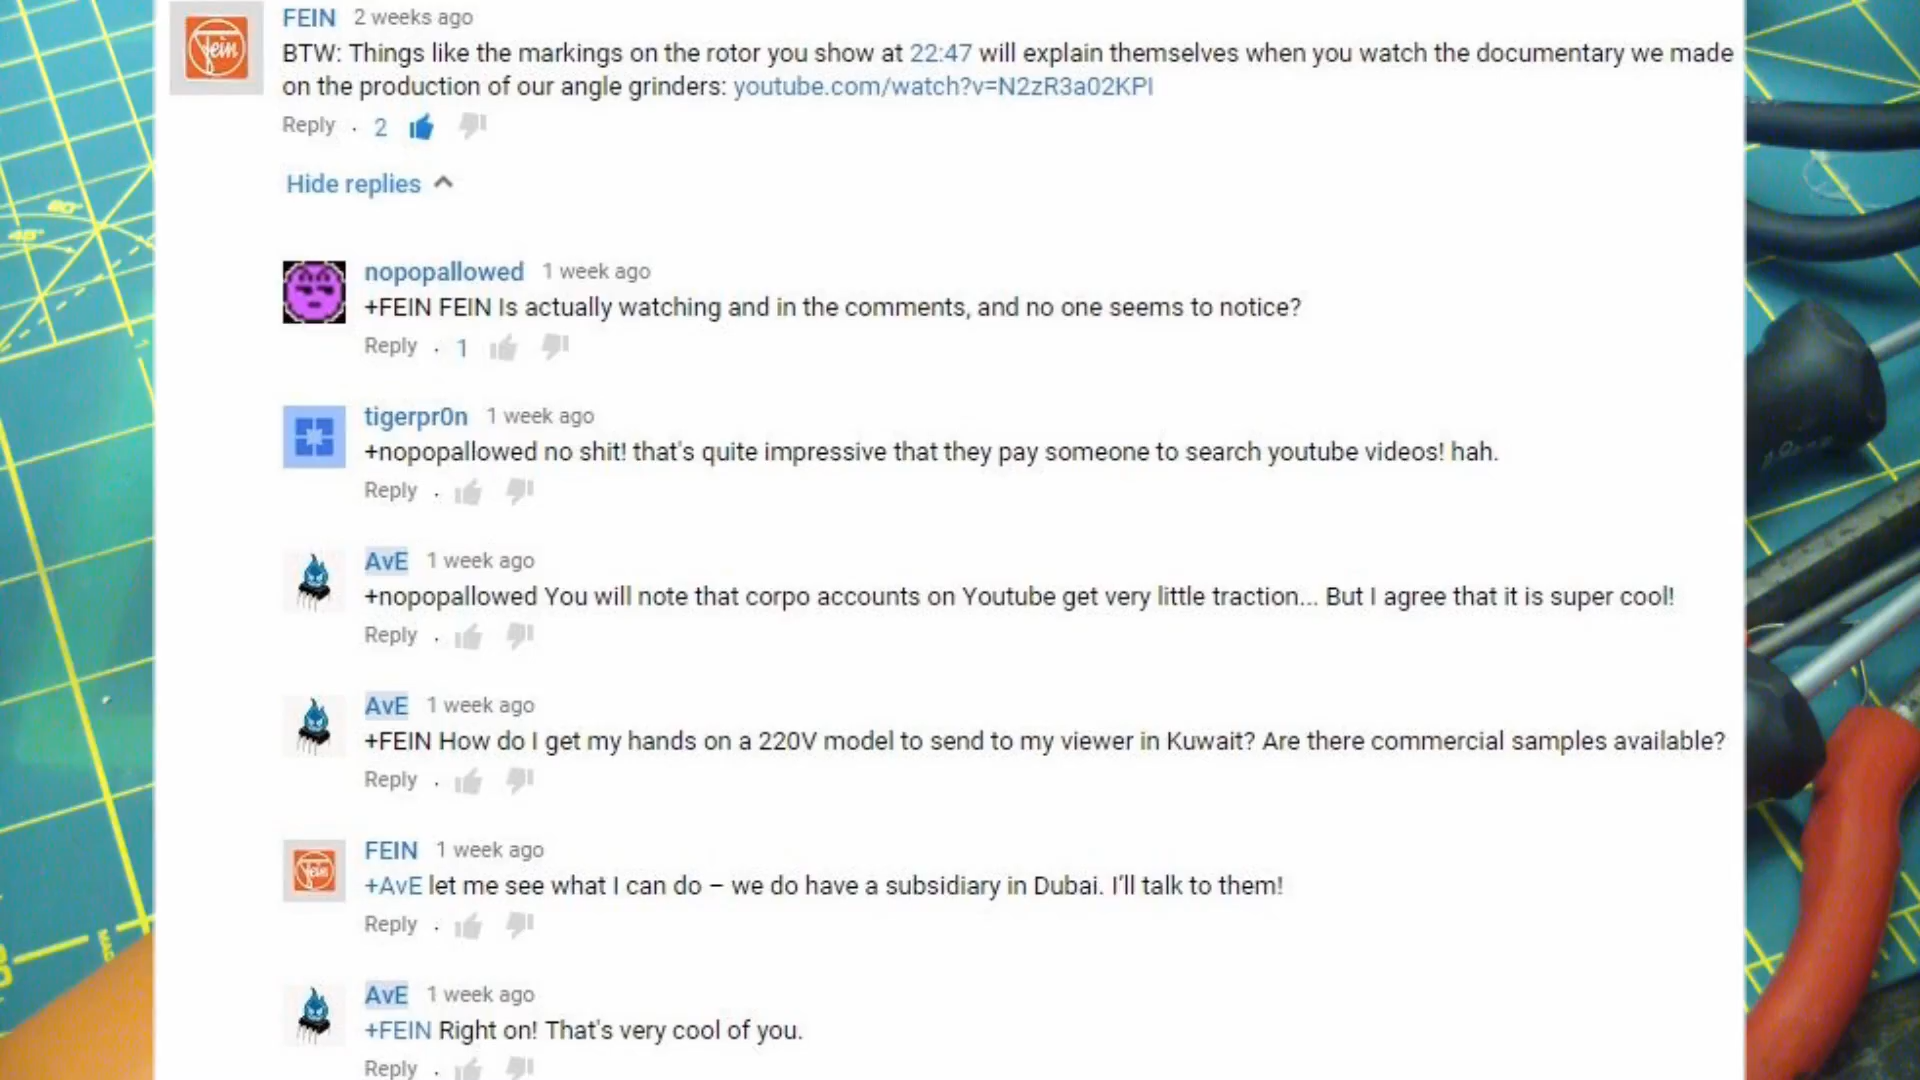 FEIN 2 weeks ago
BTW: Things like the markings on the rotor you show at 22:47 will explain themselves when you watch the documentary we made
on the production of our angle grinders: youtube.com/watch?v=N2zR3a02KPI
Reply . 2
Hide replies
nopopallowed 1 week ago
+FEIN FEIN Is actually watching and in the comments, and no one seems to notice?
Reply . 1
tigerpr0n 1 week ago
+nopopallowed no shit! that's quite impressive that they pay someone to search youtube videos! hah.
Reply .
AvE 1 week ago
+nopopallowed You will note that corpo accounts on Youtube get very little traction... But I agree that it is super cool!
Reply .
AvE 1 week ago
+FEIN How do I get my hands on a 220V model to send to my viewer in Kuwait? Are there commercial samples available?
Reply .
FEIN 1 week ago
+AvE let me see what I can do – we do have a subsidiary in Dubai. I'll talk to them!
Reply .
AvE 1 week ago
+FEIN Right on! That's very cool of you.
Reply .
Fein
Fein
60°
45°